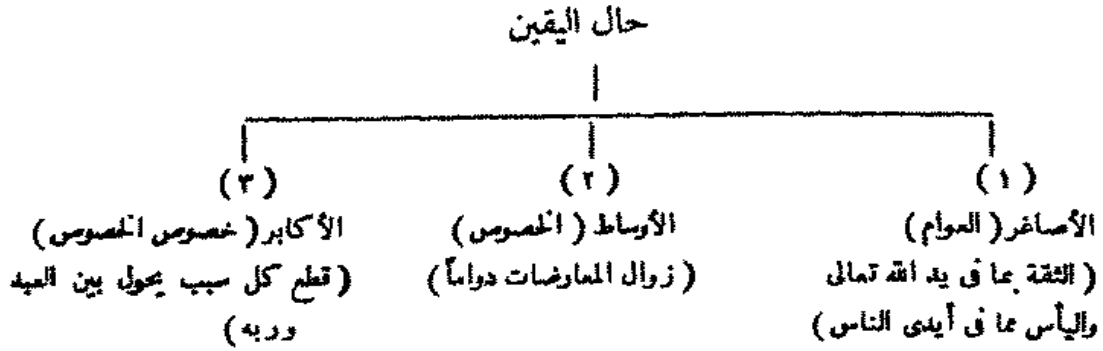 حال اليقين
( ١ )
الأصاغر ( العوام )
( الثقة بما فى يد الله تعالى
واليأس مما فى أيدى الناس )
( ٢ )
الأوساط ( الخصوص )
( زوال المعارضات دواماً )
( ٣ )
الأكابر ( خصوص الخصوص )
( قطع كل سبب يحول بين العبد
وربه )